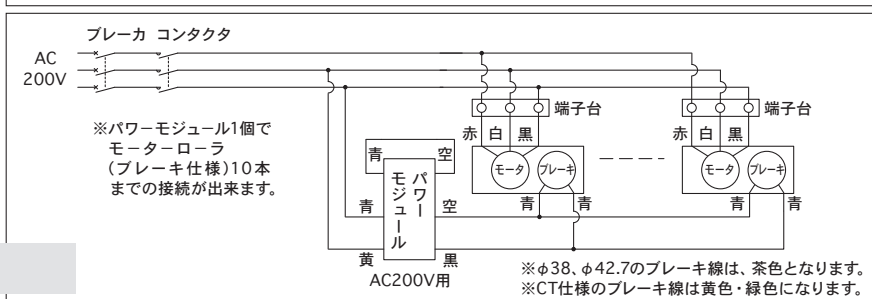 ブレーカ コンタクタ
AC
200V
※パワーモジュール1個で
モーターローラ
(ブレーキ仕様)10本
までの接続が出来ます。
端子台
端子台
赤 白 黒
赤 白 黒
モータ ブレーキ
モータ ブレーキ
青 空
パワー
モジュール
青 空
青 青
青 青
黄 黒
AC200V用
※φ38、φ42.7のブレーキ線は、茶色となります。
※CT仕様のブレーキ線は黄色・緑色になります。